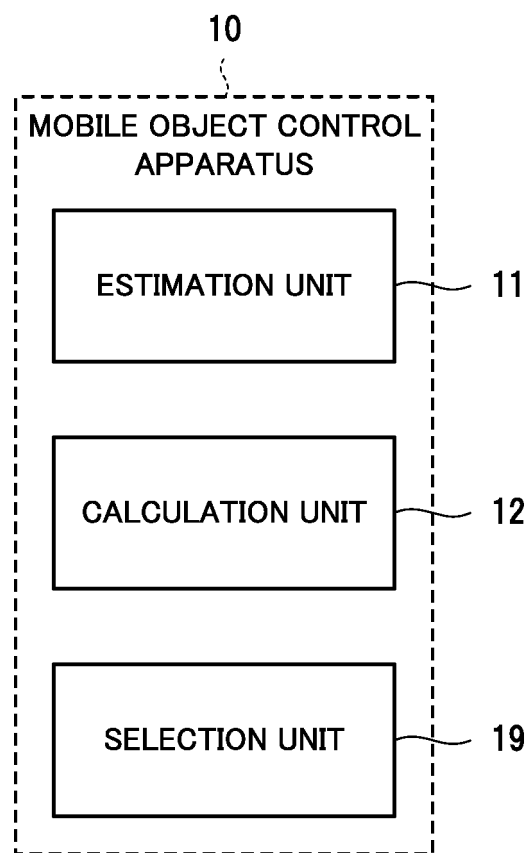 10
MOBILE OBJECT CONTROL
APPARATUS
ESTIMATION UNIT
11
CALCULATION UNIT
12
SELECTION UNIT
19